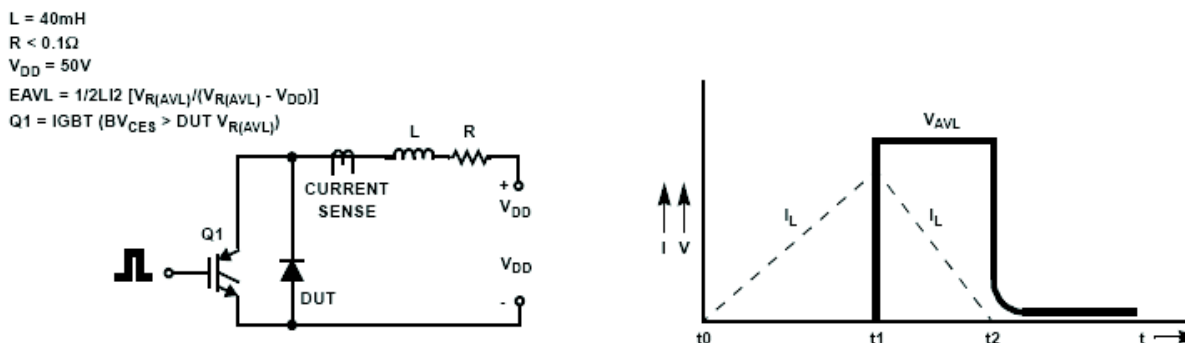 L = 40mH
R < 0.1Ω
VDD = 50V
EAVL = 1/2LI2 [VR(AVL)/(VR(AVL) - VDD)]
Q1 = IGBT (BVCES > DUT VR(AVL))
L
R
CURRENT
SENSE
+
VDD
Q1
VDD
DUT
-
VAVL
IL
IL
I V
t0
t1
t2
t